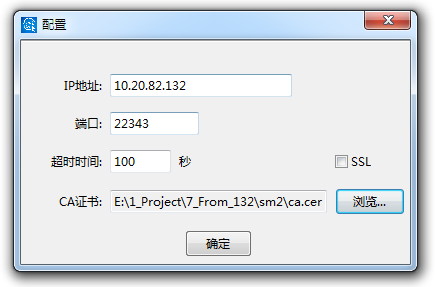 配置
IP地址: 10.20.82.132
端口: 22343
超时时间: 100 秒 SSL
CA证书: E:\1_Project\7_From_132\sm2\ca.cer 浏览...
确定